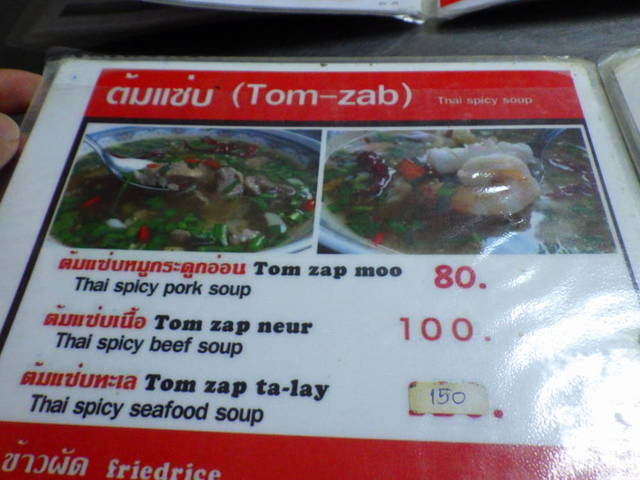 ต้มแซ่บ (Tom-zab) Thai spicy soup
ต้มแซ่บหมูกระดูกอ่อน Tom zap moo 80.
Thai spicy pork soup
ต้มแซ่บเนื้อ Tom zap neur 100.
Thai spicy beef soup
ต้มแซ่บทะเล Tom zap ta-lay 150
Thai spicy seafood soup
ข้าวผัด friedrice